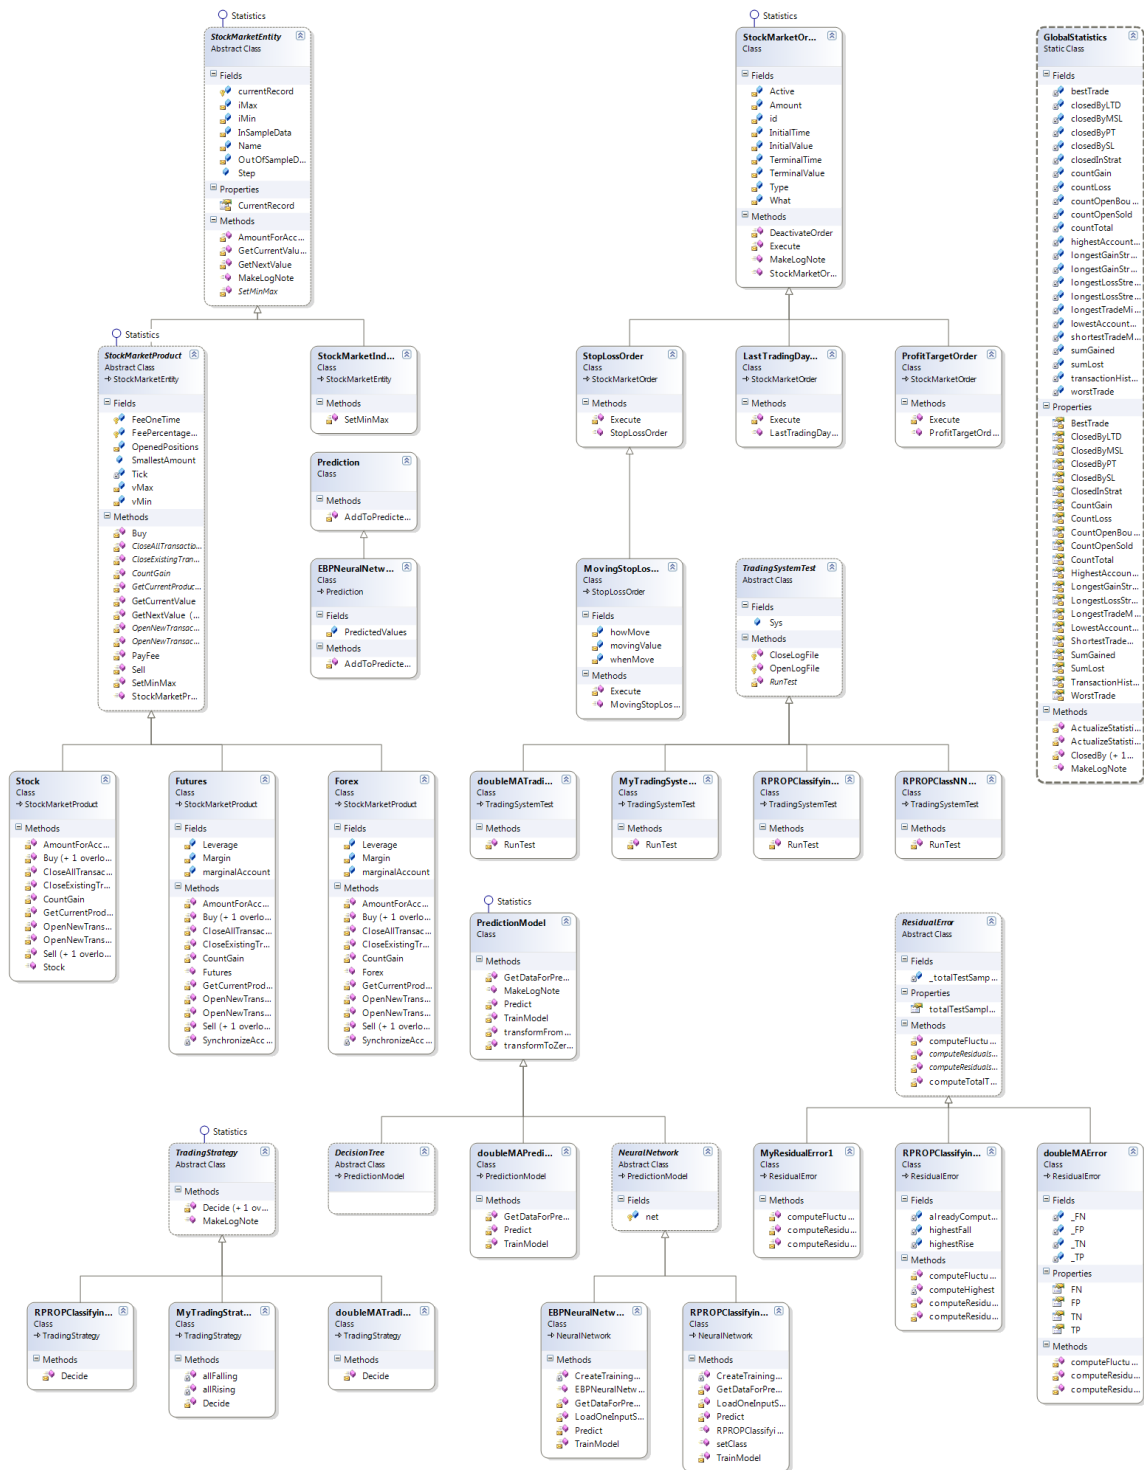 Statistics
StockMarketEntity
Abstract Class
Fields
currentRecord
iMax
iMin
InSampleData
Name
OutOfSampleD...
Step
Properties
CurrentRecord
Methods
AmountForAcc...
GetCurrentValu...
GetNextValue
MakeLogNote
SetMinMax
Statistics
StockMarketOr...
Class
Fields
Active
Amount
id
InitialTime
InitialValue
TerminalTime
TerminalValue
Type
What
Methods
DeactivateOrder
Execute
MakeLogNote
StockMarketOr...
GlobalStatistics
Static Class
Fields
bestTrade
closedByLTD
closedByMSL
closedByPT
closedBySL
closedInStrat
countGain
countLoss
countOpenBou...
countOpenSold
countTotal
highestAccount...
longestGainStr...
longestGainStr...
longestLossStre...
longestLossStre...
longestTradeMi...
lowestAccount...
shortestTradeM...
sumGained
sumLost
transactionHist...
worstTrade
Properties
BestTrade
ClosedByLTD
ClosedByMSL
ClosedByPT
ClosedBySL
ClosedInStrat
CountGain
CountLoss
CountOpenBou...
CountOpenSold
CountTotal
HighestAccoun...
LongestGainStr...
LongestLossStr...
LongestTradeM...
LowestAccount...
ShortestTrade...
SumGained
SumLost
TransactionHist...
WorstTrade
Methods
ActualizeStatisti...
ActualizeStatisti...
ClosedBy (+ 1...
MakeLogNote
Statistics
StockMarketProduct
Abstract Class
StockMarketEntity
Fields
FeeOneTime
FeePercentage...
OpenedPositions
SmallestAmount
Tick
vMax
vMin
Methods
Buy
CloseAllTransactio...
CloseExistingTran...
CountGain
GetCurrentProduc...
GetCurrentValue
GetNextValue (...
OpenNewTransac...
OpenNewTransac...
PayFee
Sell
SetMinMax
StockMarketPr...
StockMarketInd...
Class
StockMarketEntity
Methods
SetMinMax
Prediction
Class
Methods
AddToPredicte...
EBPNeuralNetw...
Class
Prediction
Fields
PredictedValues
Methods
AddToPredicte...
StopLossOrder
Class
StockMarketOrder
Methods
Execute
StopLossOrder
LastTradingDay...
Class
StockMarketOrder
Methods
Execute
LastTradingDay...
ProfitTargetOrder
Class
StockMarketOrder
Methods
Execute
ProfitTargetOrd...
MovingStopLos...
Class
StopLossOrder
Fields
howMove
movingValue
whenMove
Methods
Execute
MovingStopLos...
TradingSystemTest
Abstract Class
Fields
Sys
Methods
CloseLogFile
OpenLogFile
RunTest
Stock
Class
StockMarketProduct
Methods
AmountForAcc...
Buy (+ 1 overlo...
CloseAllTransac...
CloseExistingTr...
CountGain
GetCurrentProd...
OpenNewTrans...
OpenNewTrans...
Sell (+ 1 overlo...
Stock
Futures
Class
StockMarketProduct
Fields
Leverage
Margin
marginalAccount
Methods
AmountForAcc...
Buy (+ 1 overlo...
CloseAllTransac...
CloseExistingTr...
CountGain
Futures
GetCurrentProd...
OpenNewTrans...
OpenNewTrans...
Sell (+ 1 overlo...
SynchronizeAcc...
Forex
Class
StockMarketProduct
Fields
Leverage
Margin
marginalAccount
Methods
AmountForAcc...
Buy (+ 1 overlo...
CloseAllTransac...
CloseExistingTr...
CountGain
Forex
GetCurrentProd...
OpenNewTrans...
OpenNewTrans...
Sell (+ 1 overlo...
SynchronizeAcc...
doubleMATradi...
Class
TradingSystemTest
Methods
RunTest
MyTradingSyste...
Class
TradingSystemTest
Methods
RunTest
RPROPClassifyin...
Class
TradingSystemTest
Methods
RunTest
RPROPClassNN...
Class
TradingSystemTest
Methods
RunTest
Statistics
PredictionModel
Class
Methods
GetDataForPre...
MakeLogNote
Predict
TrainModel
transformFrom...
transformToZer...
ResidualError
Abstract Class
Fields
_totalTestSamp...
Properties
totalTestSampl...
Methods
computeFluctu...
computeResiduals...
computeResiduals...
computeTotalT...
Statistics
TradingStrategy
Abstract Class
Methods
Decide (+ 1 ov...
MakeLogNote
DecisionTree
Abstract Class
PredictionModel
doubleMAPredi...
Class
PredictionModel
Methods
GetDataForPre...
Predict
TrainModel
NeuralNetwork
Abstract Class
PredictionModel
Fields
net
MyResidualError1
Class
ResidualError
Methods
computeFluctu...
computeResidu...
computeResidu...
RPROPClassifyin...
Class
ResidualError
Fields
alreadyComput...
highestFall
highestRise
Methods
computeFluctu...
computeHighest
computeResidu...
computeResidu...
doubleMAError
Class
ResidualError
Fields
_FN
_FP
_TN
_TP
Properties
FN
FP
TN
TP
Methods
computeFluctu...
computeResidu...
computeResidu...
RPROPClassifyin...
Class
TradingStrategy
Methods
Decide
MyTradingStrat...
Class
TradingStrategy
Methods
allFalling
allRising
Decide
doubleMATradi...
Class
TradingStrategy
Methods
Decide
EBPNeuralNetw...
Class
NeuralNetwork
Methods
CreateTraining...
EBPNeuralNetw...
GetDataForPre...
LoadOneInputS...
Predict
TrainModel
RPROPClassifyin...
Class
NeuralNetwork
Methods
CreateTraining...
GetDataForPre...
LoadOneInputS...
Predict
RPROPClassifyi...
setClass
TrainModel